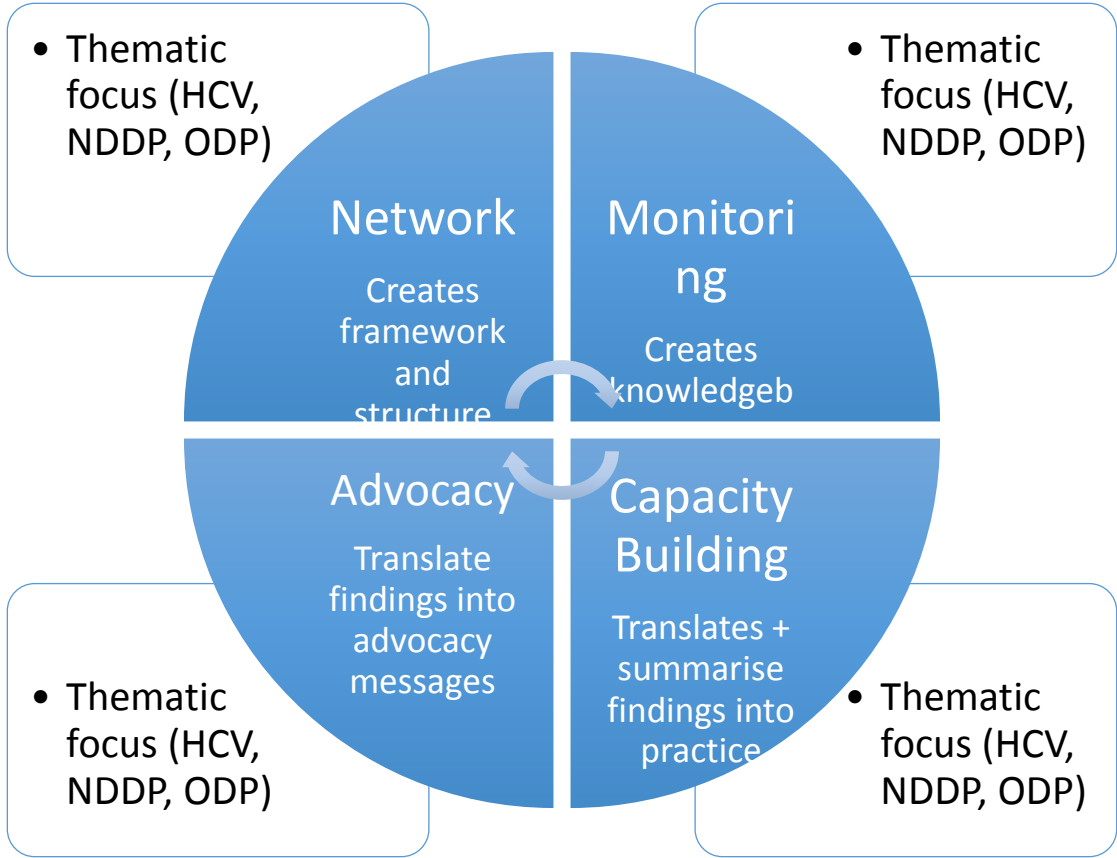 • Thematic
focus (HCV,
NDDP, ODP)
• Thematic
focus (HCV,
NDDP, ODP)
Network
Creates
framework
and
structure
Monitori
ng
Creates
knowledgeb
Advocacy
Translate
findings into
advocacy
messages
Capacity
Building
Translates +
summarise
findings into
practice
• Thematic
focus (HCV,
NDDP, ODP)
• Thematic
focus (HCV,
NDDP, ODP)